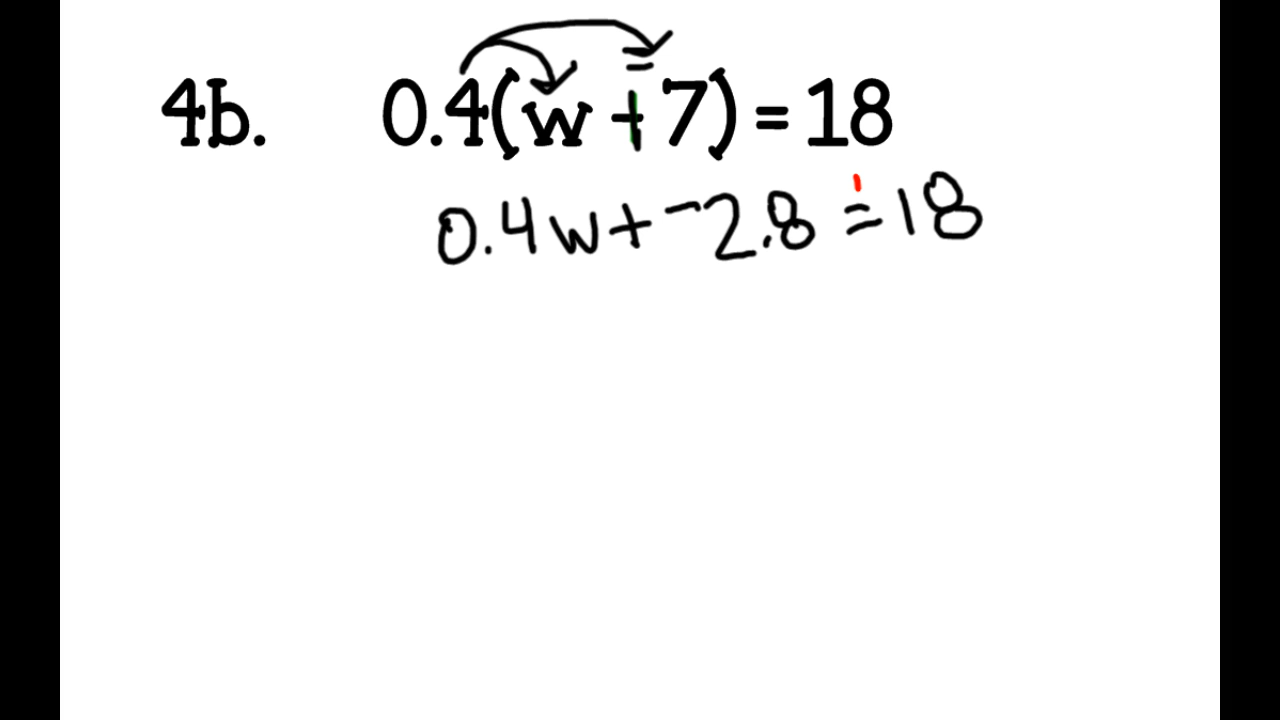 4b. 0.4(w + 7) = 18
0.4w + ⁻2.8 = 18